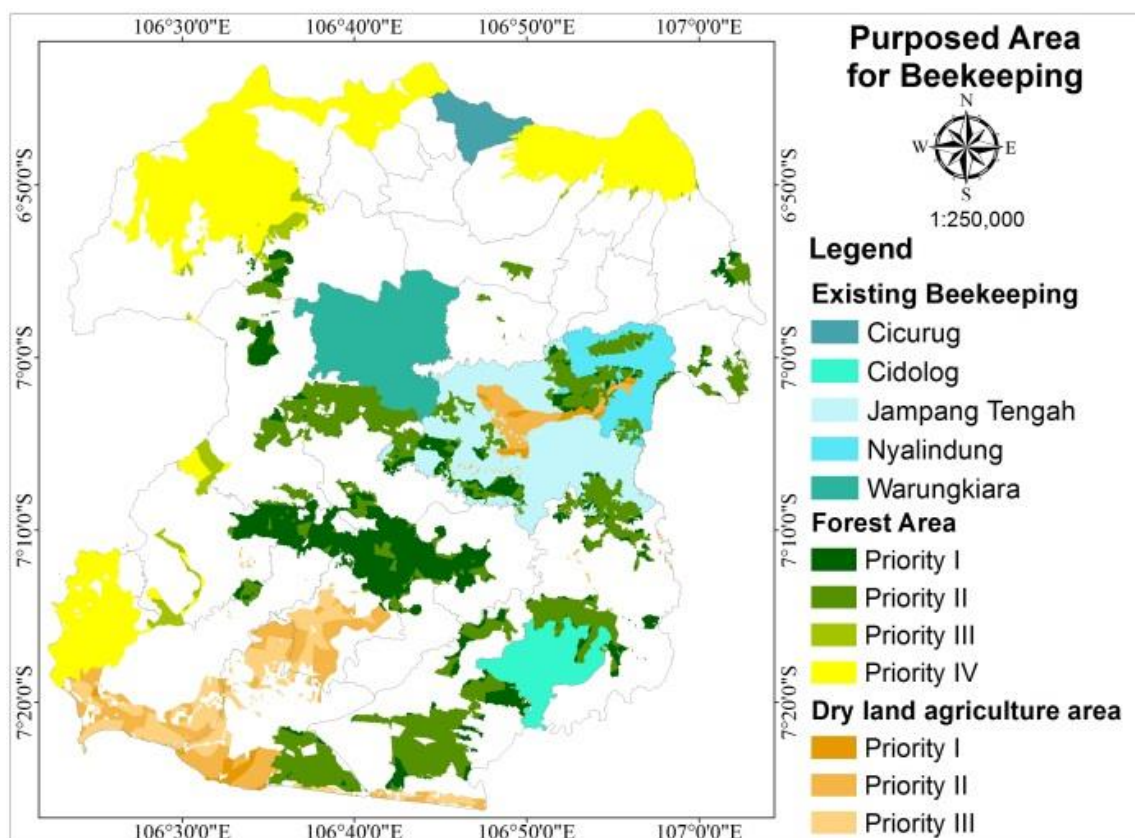 106°30'0"E 106°40'0"E 106°50'0"E 107°0'0"E
6°50'0"S
7°0'0"S
7°10'0"S
7°20'0"S
6°50'0"S
7°0'0"S
7°10'0"S
7°20'0"S
106°30'0"E 106°40'0"E 106°50'0"E 107°0'0"E
Purposed Area
for Beekeeping
N
W E
S
1:250,000
Legend
Existing Beekeeping
Cicurug
Cidolog
Jampang Tengah
Nyalindung
Warungkiara
Forest Area
Priority I
Priority II
Priority III
Priority IV
Dry land agriculture area
Priority I
Priority II
Priority III